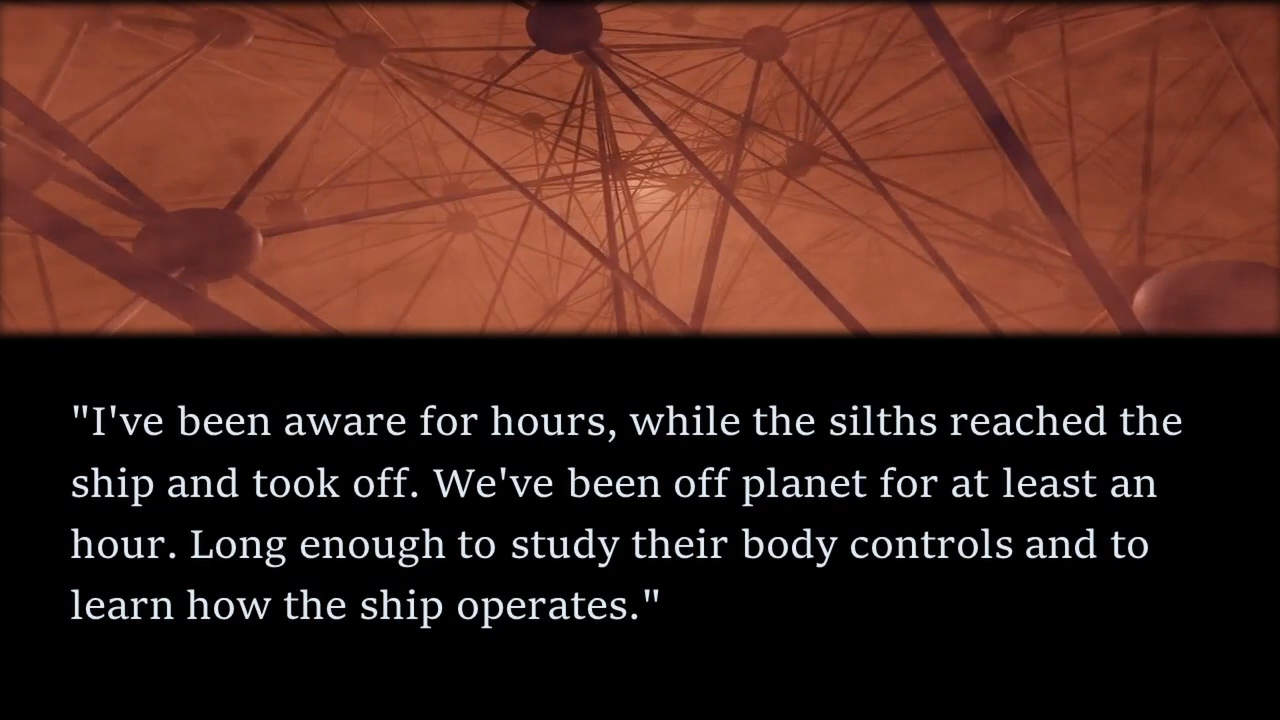 "I've been aware for hours, while the silths reached the
ship and took off. We've been off planet for at least an
hour. Long enough to study their body controls and to
learn how the ship operates."